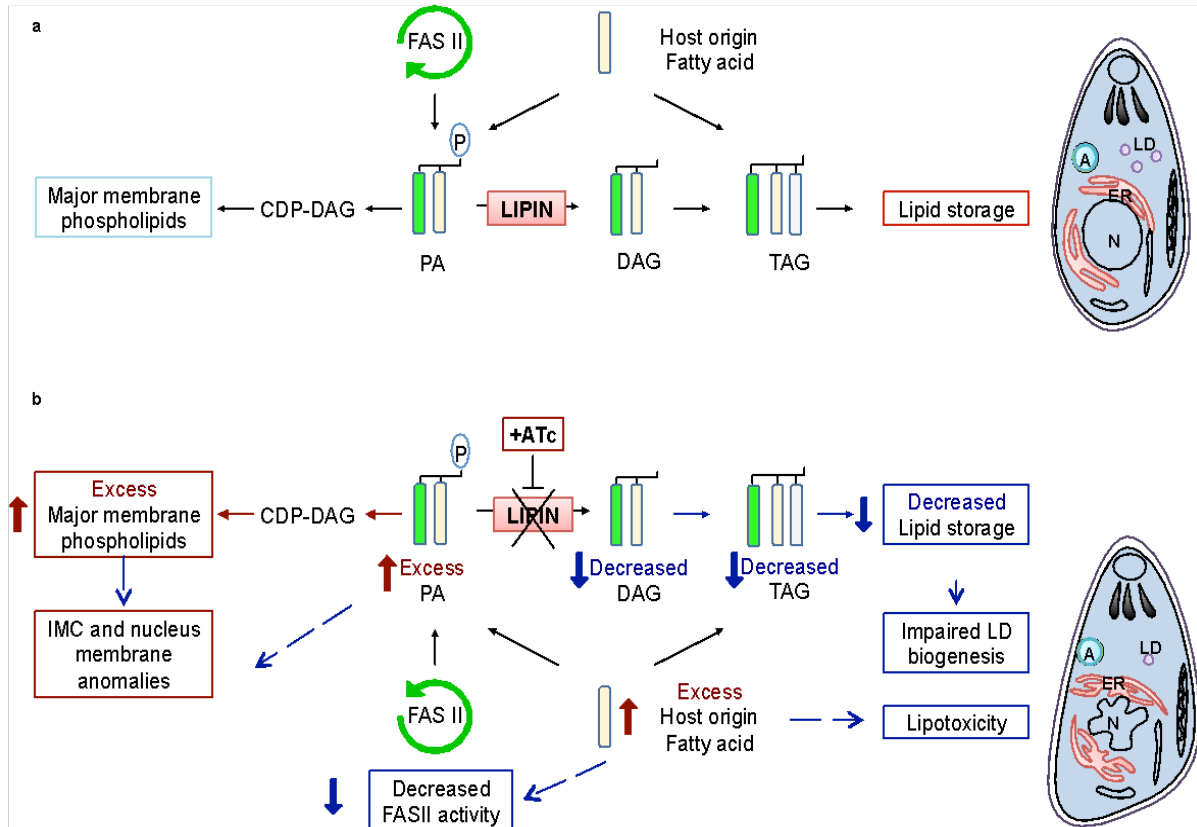 a
FAS II
Host origin
Fatty acid
P
LD
A
ER
N
Major membrane
phospholipids
CDP-DAG
LIPIN
Lipid storage
PA
DAG
TAG
b
+ATc
P
Excess
Major membrane
phospholipids
CDP-DAG
LIPIN
Decreased
Lipid storage
Excess
PA
Decreased
DAG
Decreased
TAG
IMC and nucleus
membrane
anomalies
Impaired LD
biogenesis
A
LD
ER
N
FAS II
Excess
Host origin
Fatty acid
Lipotoxicity
Decreased
FASII activity